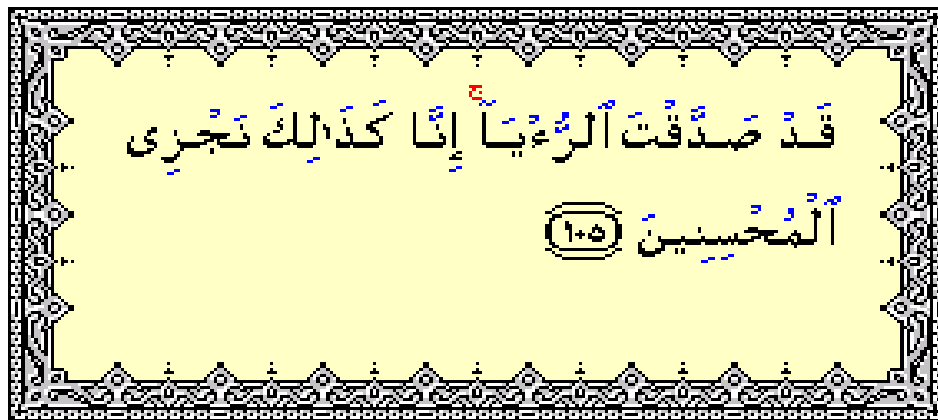 قَدْ صَدَّقْتَ ٱلرُّءْيَآ ۚ إِنَّا كَذَٰلِكَ نَجْزِى
ٱلْمُحْسِنِينَ ١٠٥